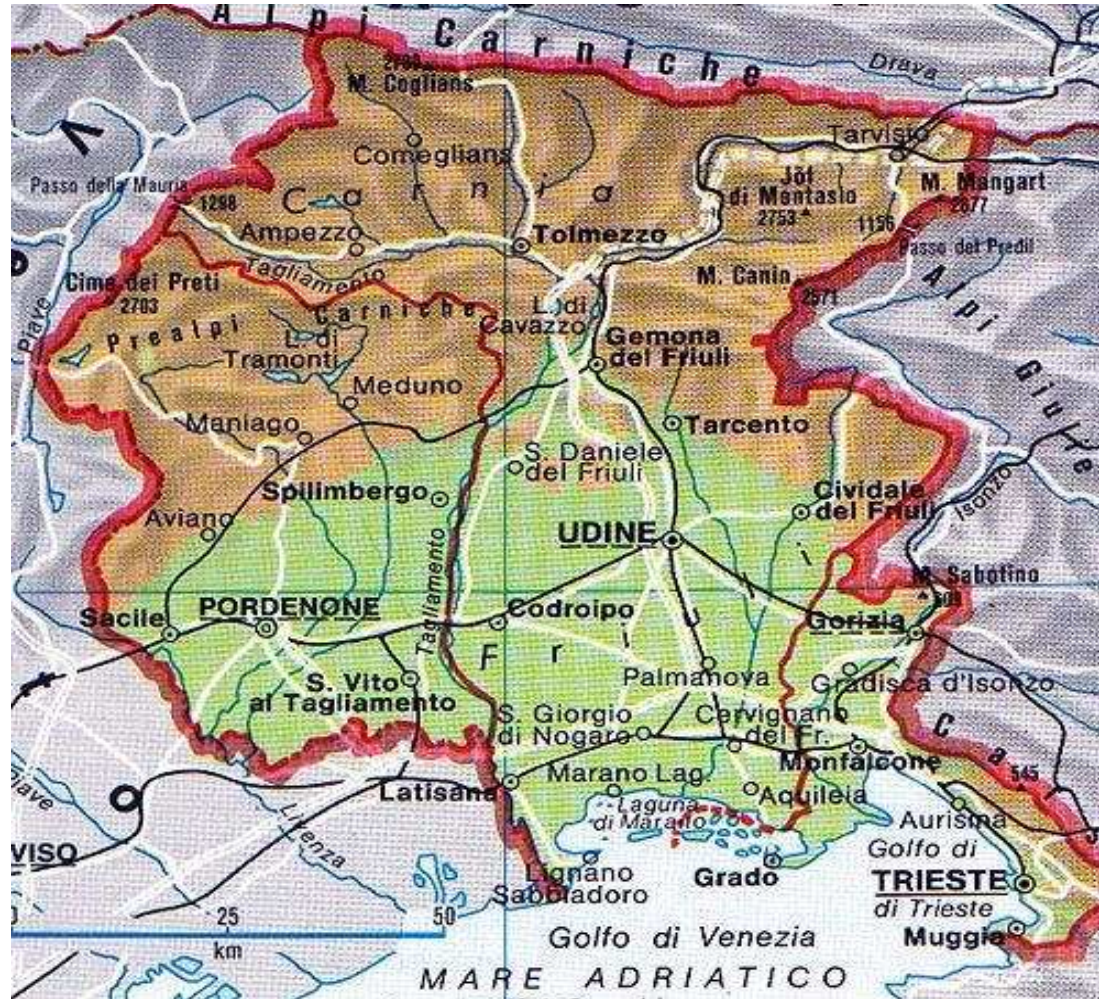 Alpi Carniche
Drava
M. Coglians
Tarvisio
Comeglians
Jôf
di Montasio
2753
M. Mangart
2677
Passo della Mauria
1298
Carnia
Ampezzo
Tolmezzo
1156
Passo del Predil
Tagliamento
Cime dei Preti
2703
M. Canin
2571
Alpi Giulie
Piave
Prealpi Carniche
L. di
Cavazzo
Gemona
del Friuli
L. di
Tramonti
Meduno
Maniago
Tarcento
S. Daniele
del Friuli
Spilimbergo
Cividale
del Friuli
Isonzo
Aviano
UDINE
Tagliamento
M. Sabotino
609
Sacile
PORDENONE
Codroipo
Gorizia
Fr
i
u
l
i
S. Vito
al Tagliamento
Palmanova
Gradisca d'Isonzo
S. Giorgio
di Nogaro
Cervignano
del Fr.
Monfalcone
Ca
545
Piave
Latisana
Marano Lag.
Laguna
di Marano
Aquileia
Aurisina
Livenza
VISO
Lignano
Sabbiadoro
Grado
Golfo di
TRIESTE
di Trieste
Muggia
0 25 50
km
Golfo di Venezia
MARE ADRIATICO